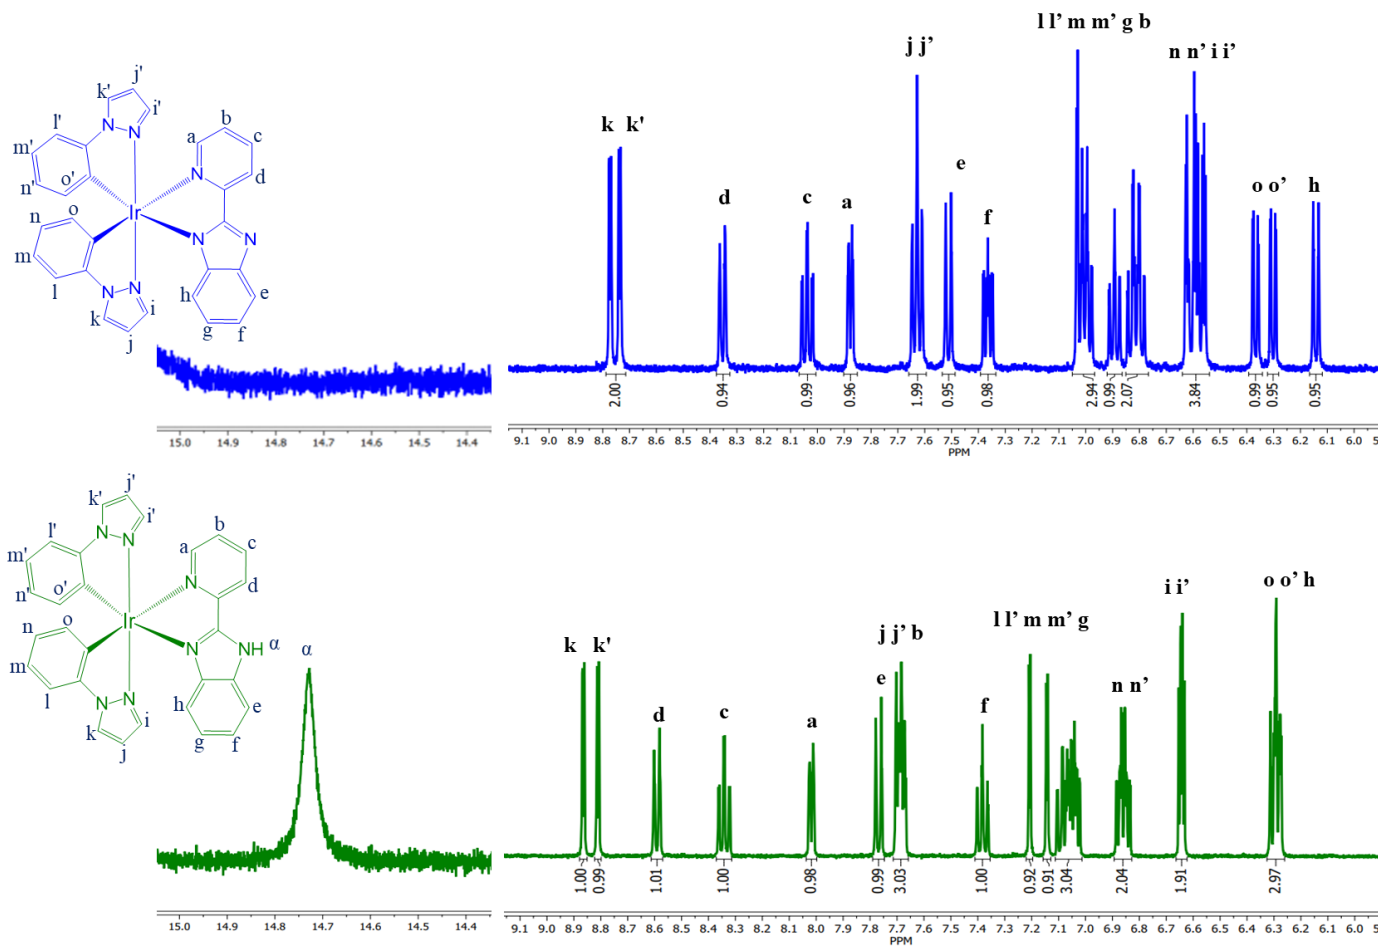 l l’ m m’ g b
j j’
n n’ i i’
k k’
e
d
c
a
f
o o’
h
j'
k'
i'
N
N
l'
m'
o'
n'
a
b
c
d
N
Ir
o
n
m
l
N
N
h
e
g
f
N
N
i
k
j
2.00
0.94
0.99
0.96
1.99
0.95
0.98
2.94
0.99
2.07
3.84
0.99
0.95
0.95
15.0 14.9 14.8 14.7 14.6 14.5 14.4
9.1 9.0 8.9 8.8 8.7 8.6 8.5 8.4 8.3 8.2 8.1 8.0 7.9 7.8 7.7 7.6 7.5 7.4 7.3 7.2 7.1 7.0 6.9 6.8 6.7 6.6 6.5 6.4 6.3 6.2 6.1 6.0 5
PPM
j'
k'
i'
N
N
l'
m'
o'
n'
a
b
c
d
N
Ir
o
n
m
l
N
NH
α
h
e
g
f
N
N
i
k
j
α
k k'
d
c
a
e
j j’ b
f
l l’ m m’ g
n n’
i i’
o o’ h
1.00
0.99
1.01
1.00
0.98
0.99
3.03
1.00
0.92
0.91
3.04
2.04
1.91
2.97
15.0 14.9 14.8 14.7 14.6 14.5 14.4
9.1 9.0 8.9 8.8 8.7 8.6 8.5 8.4 8.3 8.2 8.1 8.0 7.9 7.8 7.7 7.6 7.5 7.4 7.3 7.2 7.1 7.0 6.9 6.8 6.7 6.6 6.5 6.4 6.3 6.2 6.1 6.0 5
PPM